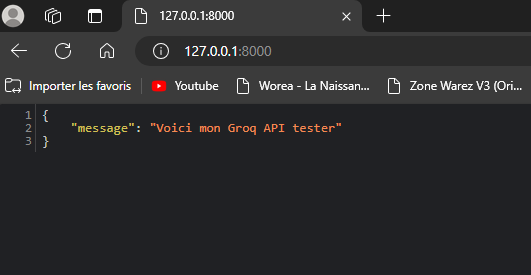 127.0.0.1:8000
127.0.0.1:8000
Importer les favoris
Youtube
Worea - La Naissan...
Zone Warez V3 (Ori...
1 {
2 "message": "Voici mon Groq API tester"
3 }